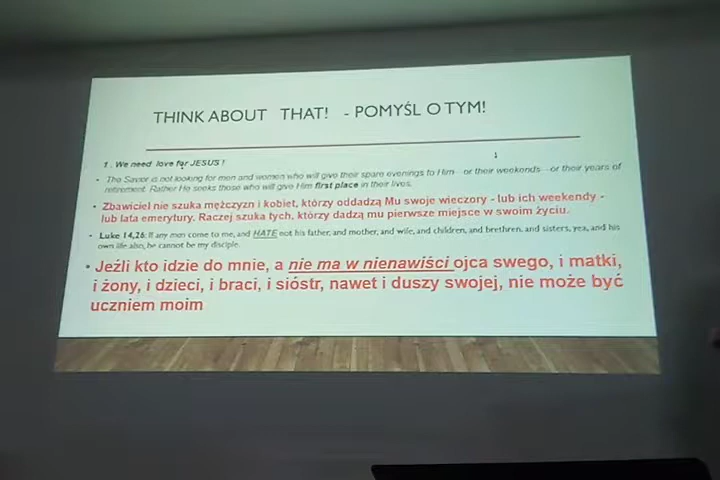 THINK ABOUT THAT! - POMYŚL O TYM!
1. We need love for JESUS !
• The Savior is not looking for men and women who will give their spare evenings to Him - or their weekends - or their years of
retirement. Rather He seeks those who will give Him first place in their lives.
• Zbawiciel nie szuka mężczyzn i kobiet, którzy oddadzą Mu swoje wieczory - lub ich weekendy -
lub lata emerytury. Raczej szuka tych, którzy dadzą mu pierwsze miejsce w swoim życiu.
• Luke 14,26: If any men come to me, and HATE not his father, and mother, and wife, and children, and brethren, and sisters, yea, and his
own life also, he cannot be my disciple.
• Jeźli kto idzie do mnie, a nie ma w nienawiści ojca swego, i matki,
i żony, i dzieci, i braci, i sióstr, nawet i duszy swojej, nie może być
uczniem moim